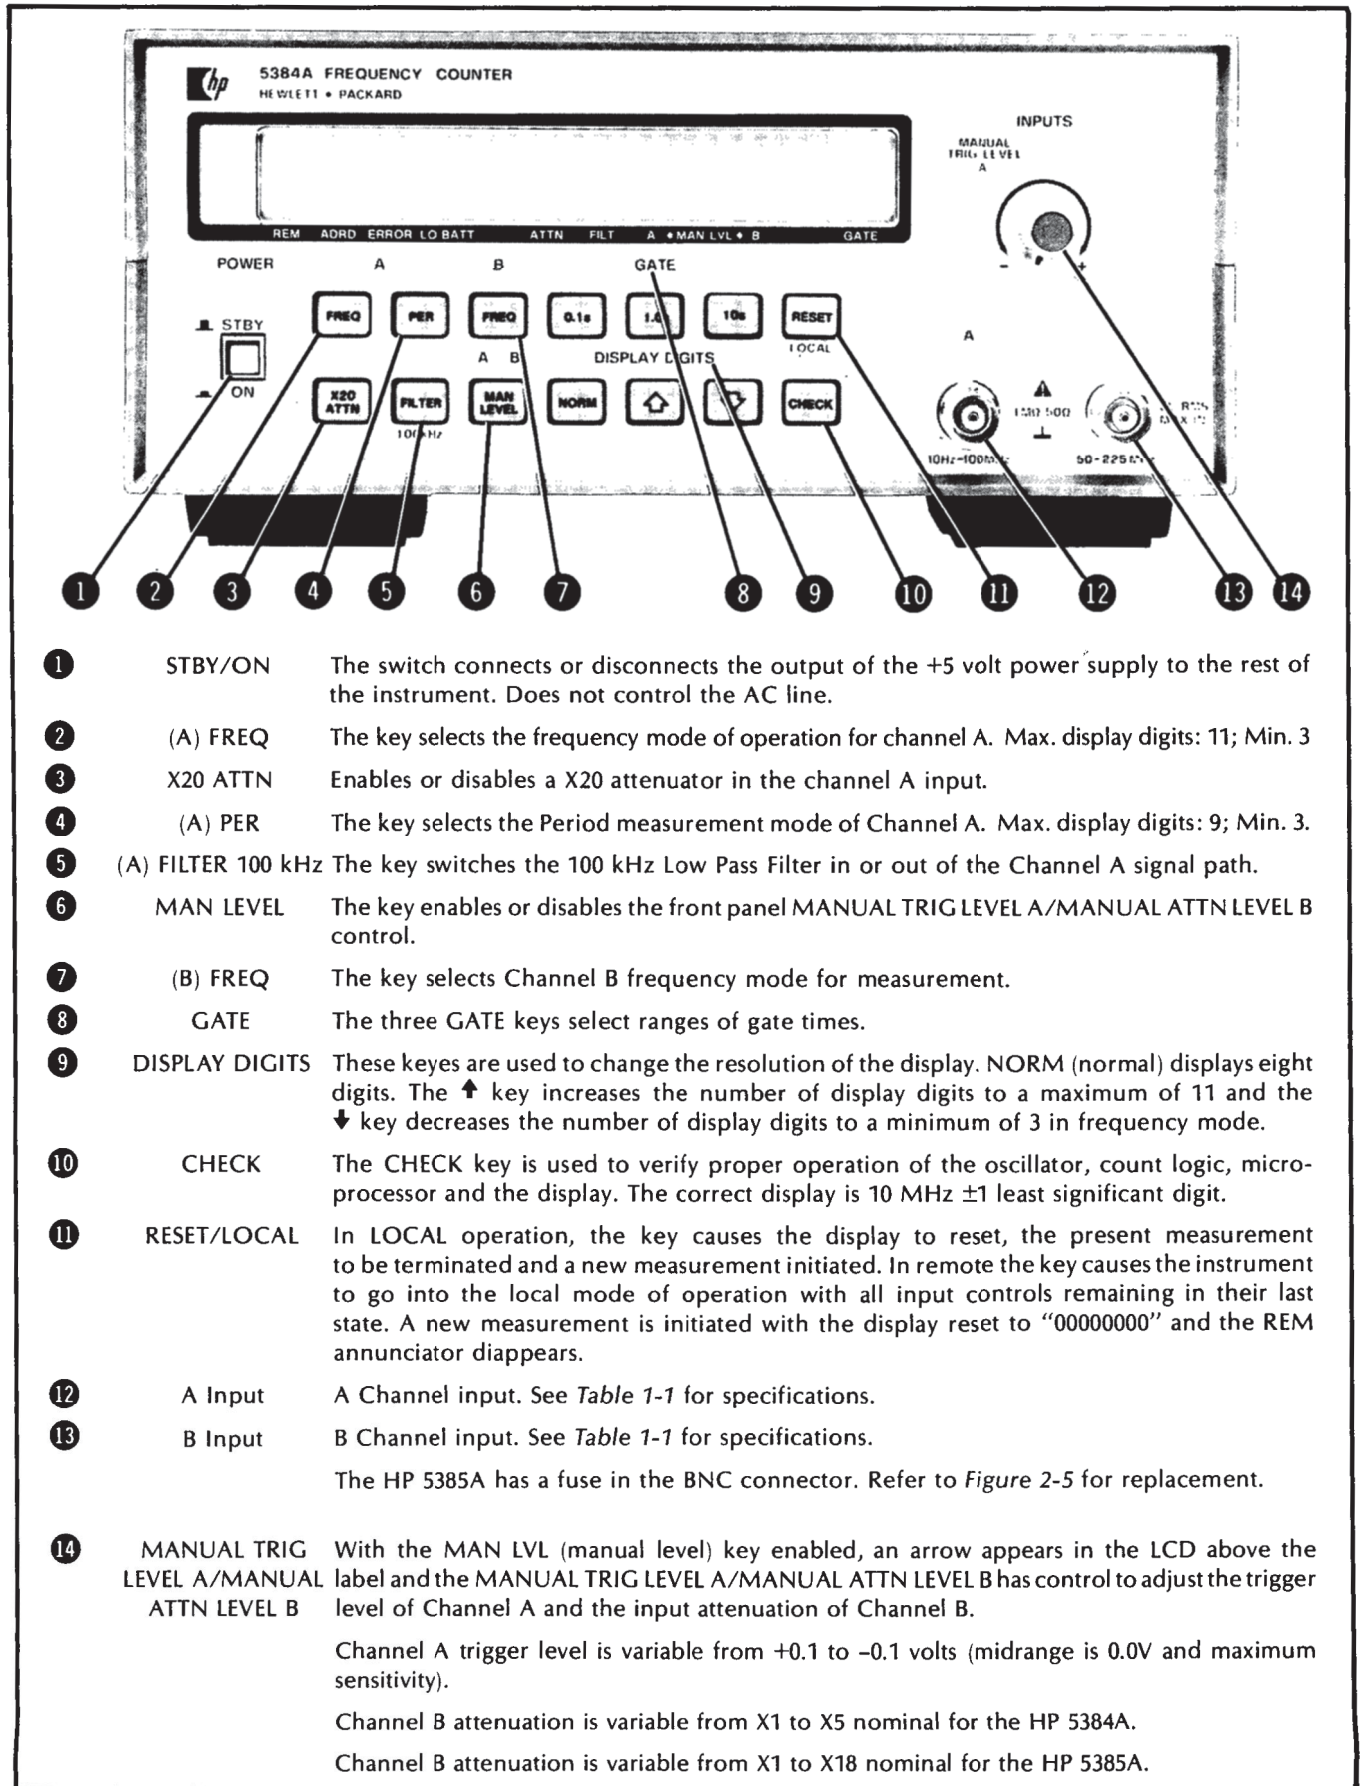 hp 5384A FREQUENCY COUNTER
HEWLETT • PACKARD
INPUTS
MANUAL
TRIG LEVEL
A
REM ADRD ERROR LO BATT ATTN FILT A ♦MAN LVL♦ B GATE
POWER A B GATE
- +
STBY
FREQ PER FREQ 0.1s 10s RESET
LOCAL
A
A B DISPLAY DIGITS
ON
X20
ATTN
FILTER
MAN
LEVEL
NORM CHECK
1MΩ 50Ω
1 2 3 4 5 6 7 8 9 10 11 12 13 14
1 STBY/ON The switch connects or disconnects the output of the +5 volt power supply to the rest of
the instrument. Does not control the AC line.
2 (A) FREQ The key selects the frequency mode of operation for channel A. Max. display digits: 11; Min. 3
3 X20 ATTN Enables or disables a X20 attenuator in the channel A input.
4 (A) PER The key selects the Period measurement mode of Channel A. Max. display digits: 9; Min. 3.
5 (A) FILTER 100 kHz The key switches the 100 kHz Low Pass Filter in or out of the Channel A signal path.
6 MAN LEVEL The key enables or disables the front panel MANUAL TRIG LEVEL A/MANUAL ATTN LEVEL B
control.
7 (B) FREQ The key selects Channel B frequency mode for measurement.
8 GATE The three GATE keys select ranges of gate times.
9 DISPLAY DIGITS These keyes are used to change the resolution of the display. NORM (normal) displays eight
digits. The ↑ key increases the number of display digits to a maximum of 11 and the
↓ key decreases the number of display digits to a minimum of 3 in frequency mode.
10 CHECK The CHECK key is used to verify proper operation of the oscillator, count logic, micro-
processor and the display. The correct display is 10 MHz ±1 least significant digit.
11 RESET/LOCAL In LOCAL operation, the key causes the display to reset, the present measurement
to be terminated and a new measurement initiated. In remote the key causes the instrument
to go into the local mode of operation with all input controls remaining in their last
state. A new measurement is initiated with the display reset to "00000000" and the REM
annunciator diappears.
12 A Input A Channel input. See Table 1-1 for specifications.
13 B Input B Channel input. See Table 1-1 for specifications.
The HP 5385A has a fuse in the BNC connector. Refer to Figure 2-5 for replacement.
14 MANUAL TRIG With the MAN LVL (manual level) key enabled, an arrow appears in the LCD above the
LEVEL A/MANUAL label and the MANUAL TRIG LEVEL A/MANUAL ATTN LEVEL B has control to adjust the trigger
ATTN LEVEL B level of Channel A and the input attenuation of Channel B.
Channel A trigger level is variable from +0.1 to –0.1 volts (midrange is 0.0V and maximum
sensitivity).
Channel B attenuation is variable from X1 to X5 nominal for the HP 5384A.
Channel B attenuation is variable from X1 to X18 nominal for the HP 5385A.